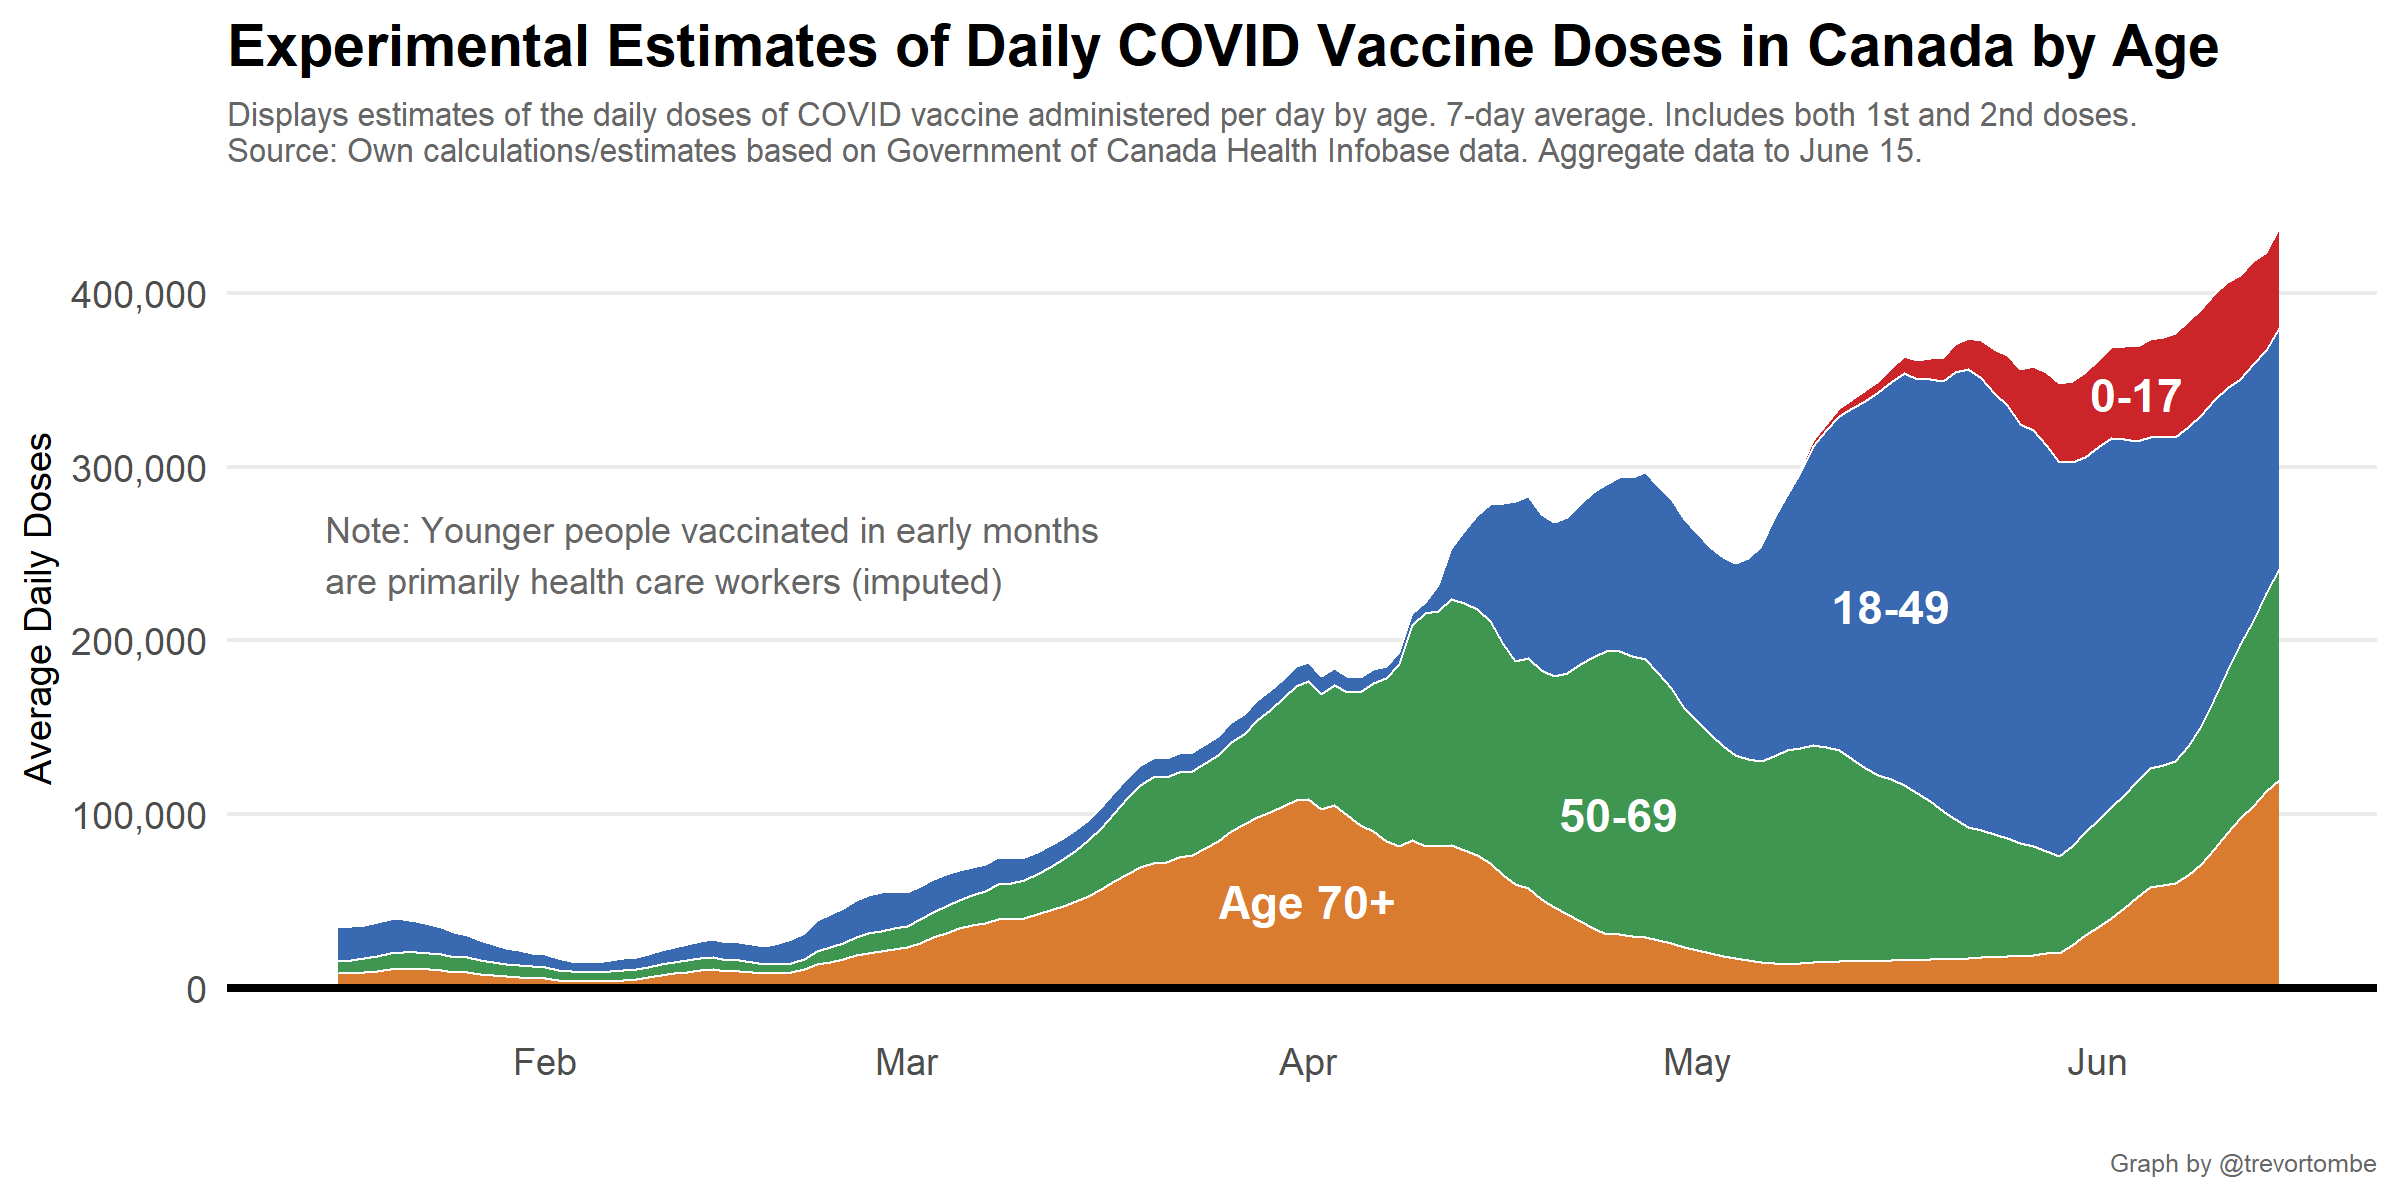 Experimental Estimates of Daily COVID Vaccine Doses in Canada by Age
Displays estimates of the daily doses of COVID vaccine administered per day by age. 7-day average. Includes both 1st and 2nd doses.
Source: Own calculations/estimates based on Government of Canada Health Infobase data. Aggregate data to June 15.
Average Daily Doses
400,000
300,000
200,000
100,000
0
Note: Younger people vaccinated in early months
are primarily health care workers (imputed)
0-17
18-49
50-69
Age 70+
Feb
Mar
Apr
May
Jun
Graph by @trevortombe